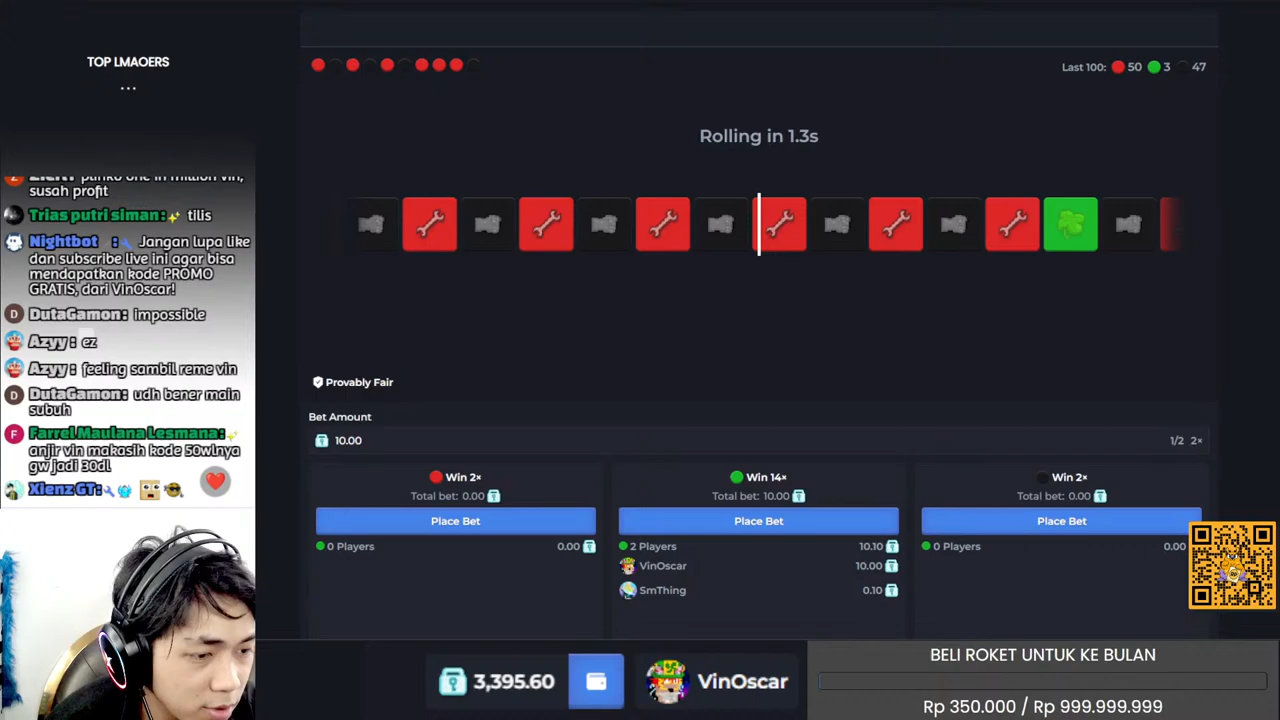 TOP LMAOERS
...
susah profit
Trias putri siman: tilis
Nightbot : Jangan lupa like
dan subscribe live ini agar bisa
mendapatkan kode PROMO
GRATIS, dari VinOscar!
D DutaGamon: impossible
Azyy: ez
Azyy: feeling sambil reme vin
D DutaGamon: udh bener main
subuh
F Farrel Maulana Lesmana:
anjir vin makasih kode 50wlnya
gw jadi 30dl
Xlenz GT:
Last 100: 50 3 47
Rolling in 1.3s
Provably Fair
Bet Amount
10.00 1/2 2×
Win 2×
Total bet: 0.00
Place Bet
0 Players 0.00
Win 14×
Total bet: 10.00
Place Bet
2 Players 10.10
VinOscar 10.00
SmThing 0.10
Win 2×
Total bet: 0.00
Place Bet
0 Players 0.00
3,395.60
VinOscar
BELI ROKET UNTUK KE BULAN
Rp 350.000 / Rp 999.999.999